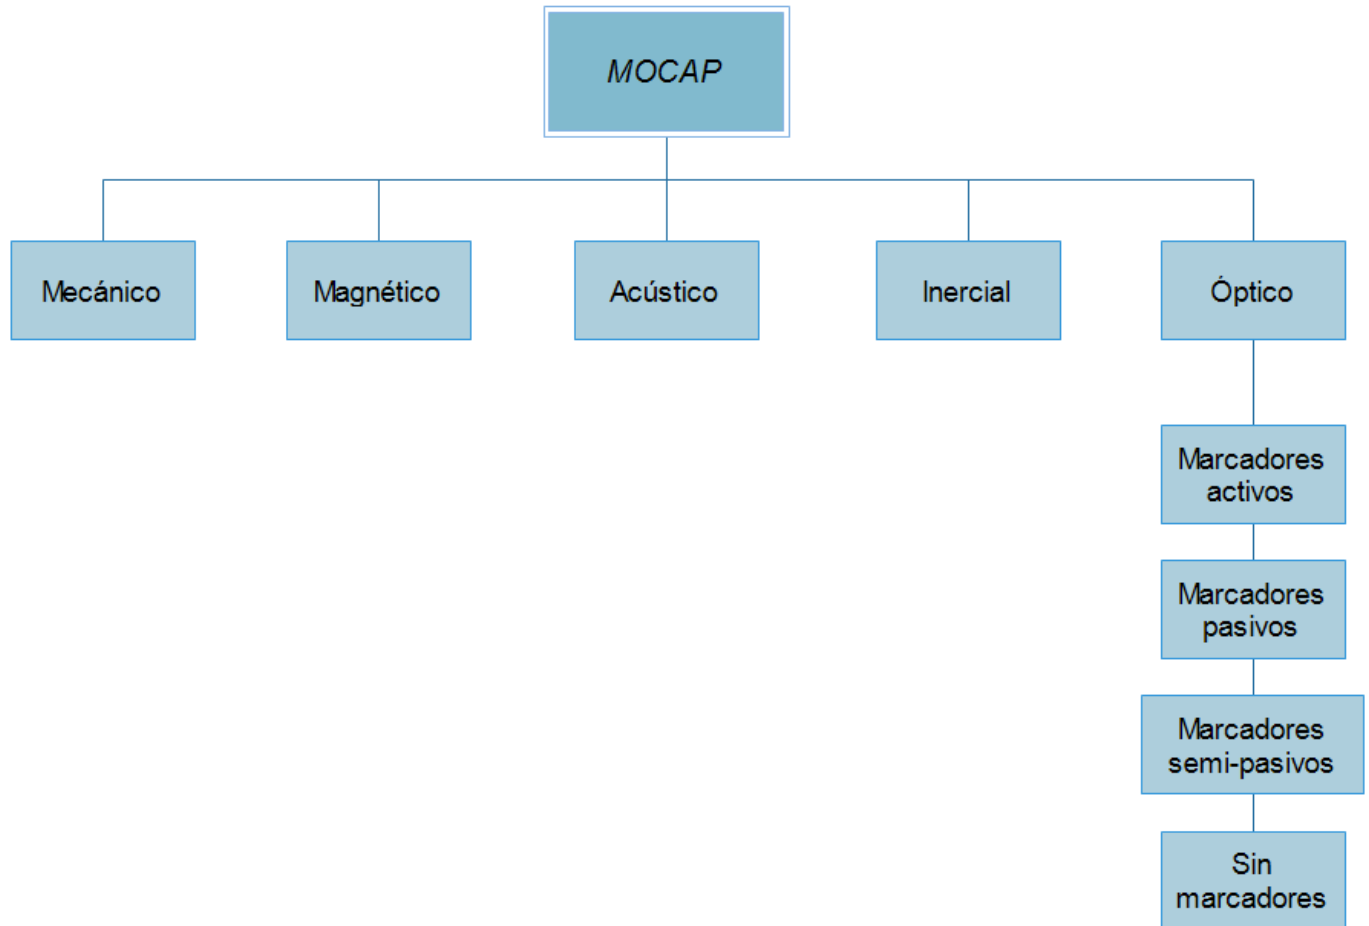 MOCAP
Mecánico
Magnético
Acústico
Inercial
Óptico
Marcadores
activos
Marcadores
pasivos
Marcadores
semi-pasivos
Sin
marcadores